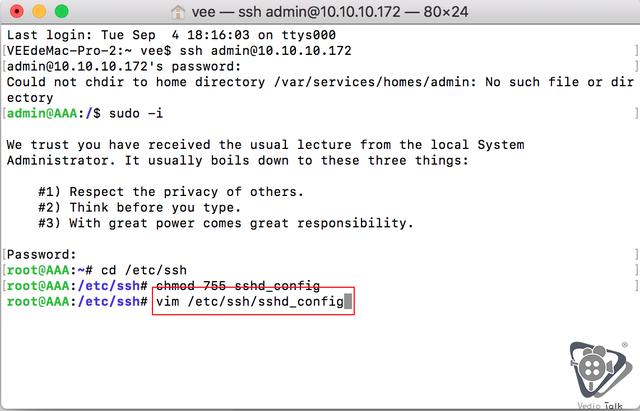 vee — ssh admin@10.10.10.172 — 80×24
Last login: Tue Sep  4 18:16:03 on ttys000
[VEEdeMac-Pro-2:~ vee$ ssh admin@10.10.10.172 ]
[admin@10.10.10.172's password: ]
Could not chdir to home directory /var/services/homes/admin: No such file or dir
ectory
[admin@AAA:/$ sudo -i ]
We trust you have received the usual lecture from the local System
Administrator. It usually boils down to these three things:
#1) Respect the privacy of others.
#2) Think before you type.
#3) With great power comes great responsibility.
[Password: ]
[root@AAA:~# cd /etc/ssh ]
[root@AAA:/etc/ssh# chmod 755 sshd_config ]
root@AAA:/etc/ssh# vim /etc/ssh/sshd_config
®
Vedio Talk